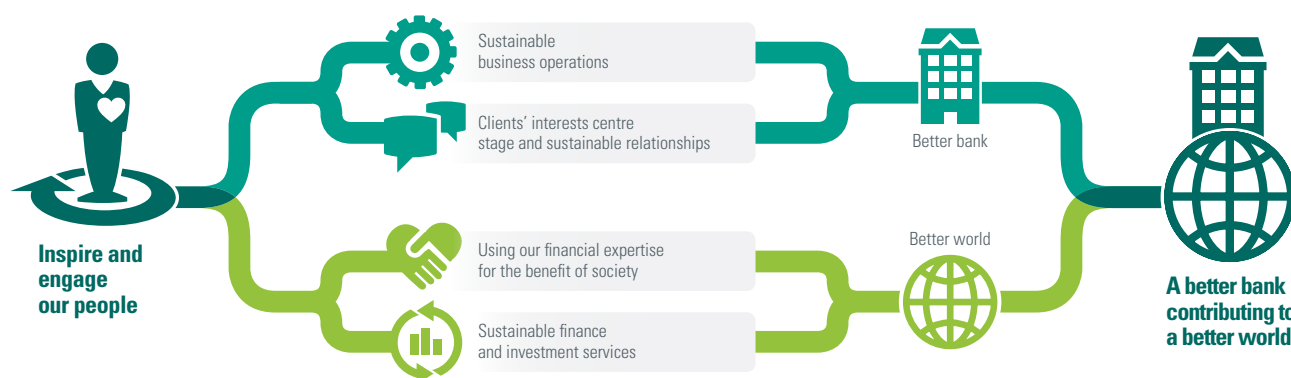 Sustainable
business operations
Clients’ interests centre
stage and sustainable relationships
Better bank
Inspire and
engage
our people
Using our financial expertise
for the benefit of society
Sustainable finance
and investment services
Better world
A better bank
contributing to
a better world